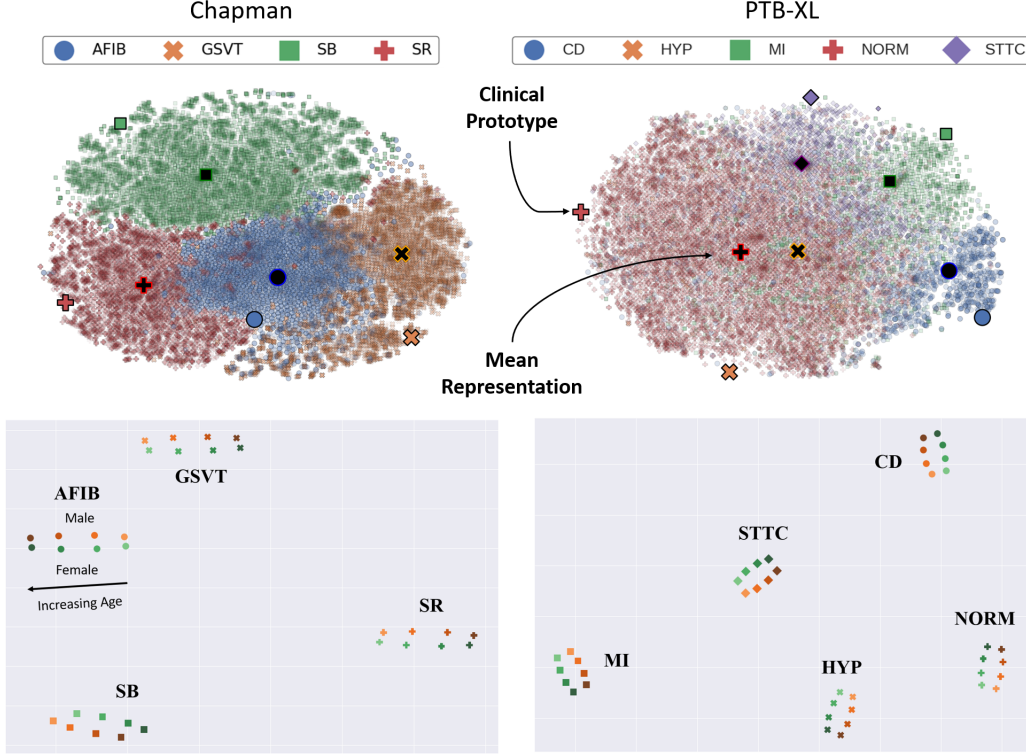 Chapman
AFIB GSVT SB SR
PTB-XL
CD HYP MI NORM STTC
Clinical
Prototype
Mean
Representation
GSVT
AFIB
Male
Female
Increasing Age
SR
SB
CD
STTC
NORM
MI
HYP